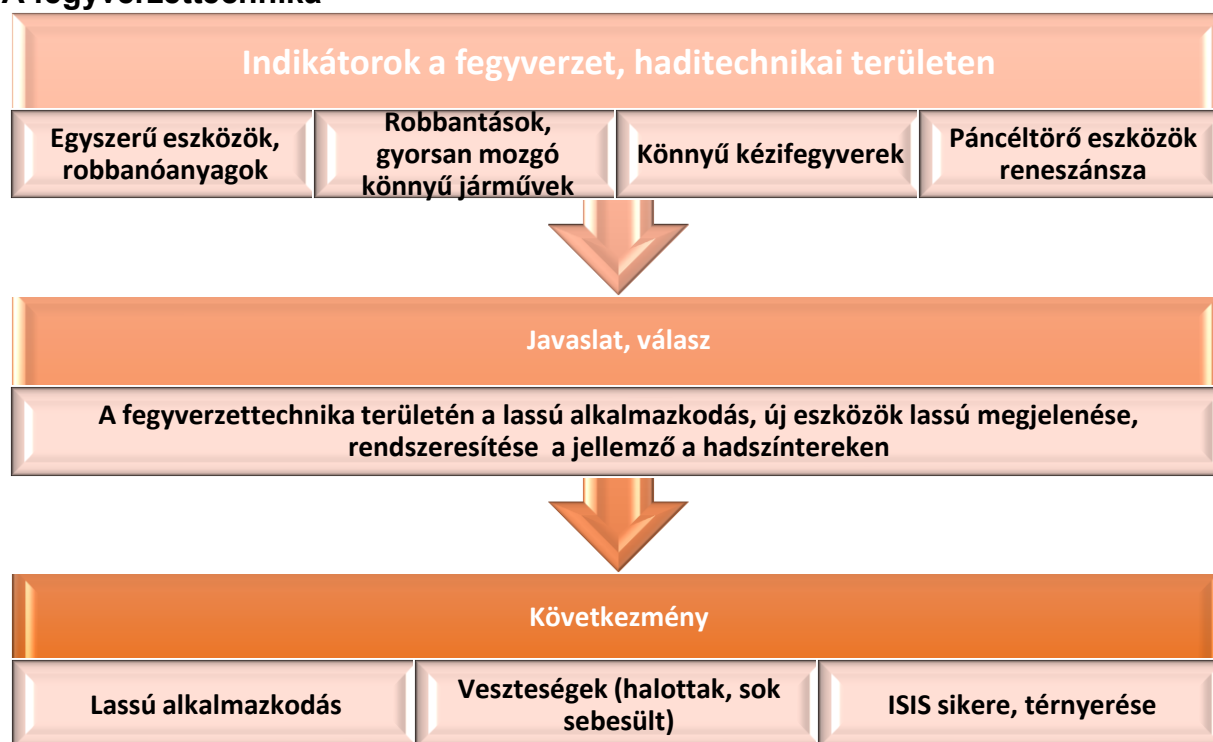 A fegyverzettechnika
Indikátorok a fegyverzet, haditechnikai területen
Egyszerű eszközök,
robbanóanyagok
Robbantások,
gyorsan mozgó
könnyű járművek
Könnyű kézifegyverek
Páncéltörő eszközök
reneszánsza
Javaslat, válasz
A fegyverzettechnika területén a lassú alkalmazkodás, új eszközök lassú megjelenése,
rendszeresítése a jellemző a hadszíntereken
Következmény
Lassú alkalmazkodás
Veszteségek (halottak, sok
sebesült)
ISIS sikere, térnyerése